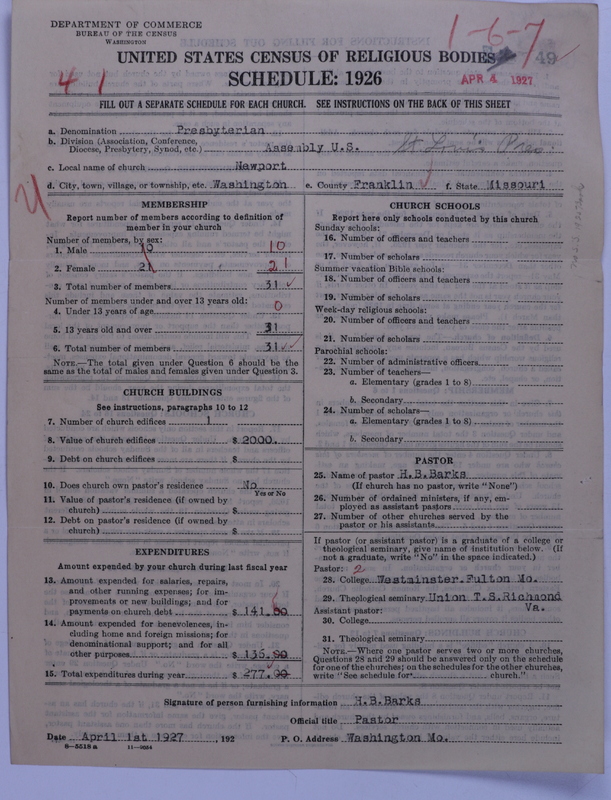 DEPARTMENT OF COMMERCE
BUREAU OF THE CENSUS
WASHINGTON
1-6-7
49
UNITED STATES CENSUS OF RELIGIOUS BODIES
SCHEDULE: 1926
APR 4 1927
4 1
FILL OUT A SEPARATE SCHEDULE FOR EACH CHURCH. SEE INSTRUCTIONS ON THE BACK OF THIS SHEET
a. Denomination Presbyterian
b. Division (Association, Conference, Diocese, Presbytery, Synod, etc.) Assembly U.S. St Louis Pres.
c. Local name of church Newport
d. City, town, village, or township, etc. Washington e. County Franklin f. State Missouri
MEMBERSHIP
Report number of members according to definition of
member in your church
Number of members, by sex:
1. Male 10 10
2. Female 21 21
3. Total number of members 31
Number of members under and over 13 years old:
4. Under 13 years of age 0
5. 13 years old and over 31
6. Total number of members 31
NOTE.—The total given under Question 6 should be the
same as the total of males and females given under Question 3.
CHURCH BUILDINGS
See instructions, paragraphs 10 to 12
7. Number of church edifices 1
8. Value of church edifices $ 2000.
9. Debt on church edifices $
10. Does church own pastor's residence No
Yes or No
11. Value of pastor's residence (if owned by
church) $
12. Debt on pastor's residence (if owned by
church) $
EXPENDITURES
Amount expended by your church during last fiscal year
13. Amount expended for salaries, repairs,
and other running expenses; for im-
provements or new buildings; and for
payments on church debt $ 141.
14. Amount expended for benevolences, in-
cluding home and foreign missions; for
denominational support; and for all
other purposes $
15. Total expenditures during year $ 277.
CHURCH SCHOOLS
Report here only schools conducted by this church
Sunday schools:
16. Number of officers and teachers
17. Number of scholars
Summer vacation Bible schools:
18. Number of officers and teachers
19. Number of scholars
Week-day religious schools:
20. Number of officers and teachers
21. Number of scholars
Parochial schools:
22. Number of administrative officers
23. Number of teachers—
a. Elementary (grades 1 to 8)
b. Secondary
24. Number of scholars—
a. Elementary (grades 1 to 8)
b. Secondary
PASTOR
25. Name of pastor H.B.Barks
(If church has no pastor, write "None")
26. Number of ordained ministers, if any, em-
ployed as assistant pastors
27. Number of other churches served by the
pastor or his assistants
If pastor (or assistant pastor) is a graduate of a college or
theological seminary, give name of institution below. (If
not a graduate, write "No" in the space indicated.)
Pastor: 2
28. College Westminster.Fulton Mo.
29. Theological seminary Union T.S.Richmond
Assistant pastor: Va.
30. College
31. Theological seminary
NOTE.—Where one pastor serves two or more churches,
Questions 28 and 29 should be answered only on the schedule
for one of the churches; on the schedules for the other churches,
write "See schedule for church."
Signature of person furnishing information H.B.Barks
Official title Pastor
Date April 1st 1927, 192 P. O. Address Washington Mo.
8-5518 a 11-9054